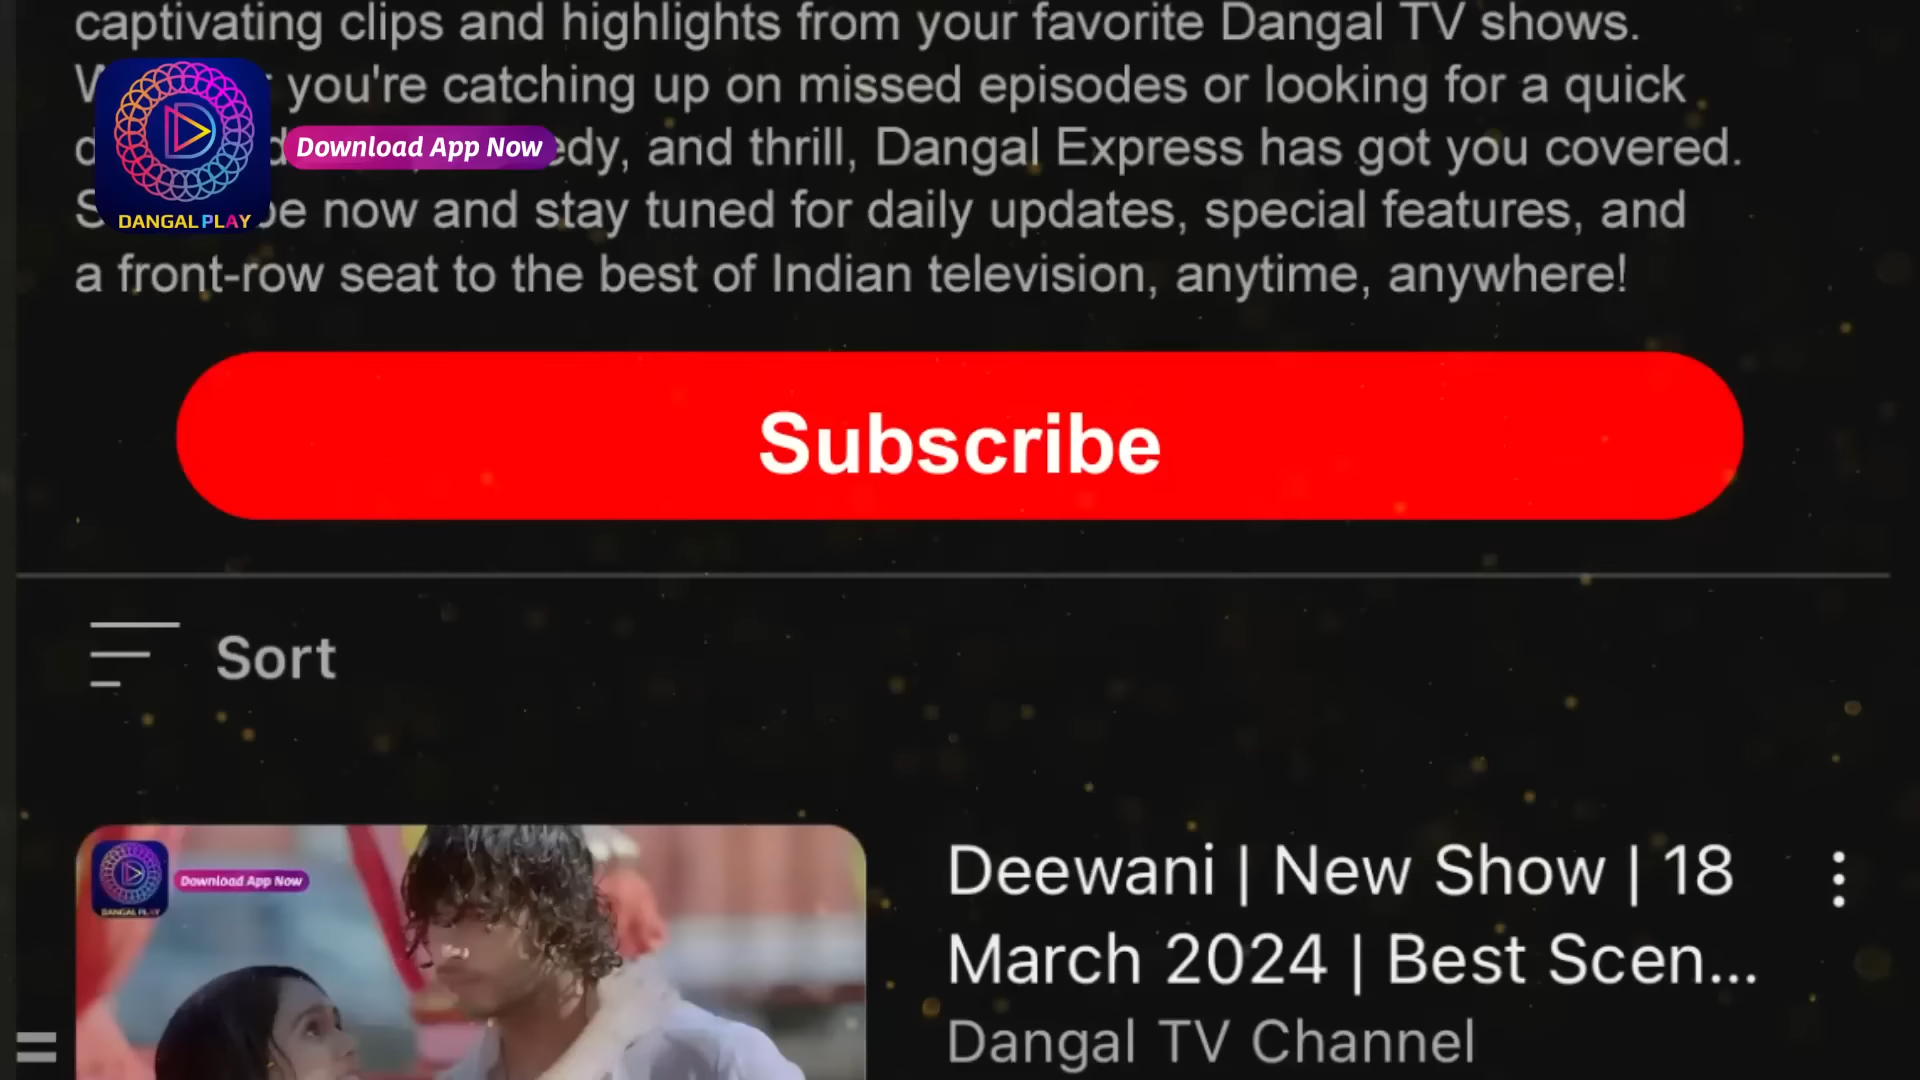 captivating clips and highlights from your favorite Dangal TV shows.
you're catching up on missed episodes or looking for a quick
edy, and thrill, Dangal Express has got you covered.
be now and stay tuned for daily updates, special features, and
a front-row seat to the best of Indian television, anytime, anywhere!
Download App Now
DANGAL PLAY
Subscribe
Sort
Download App Now
DANGAL PLAY
Deewani | New Show | 18
March 2024 | Best Scen...
Dangal TV Channel